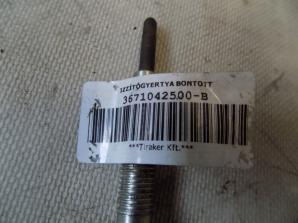 IZZÍTÓGYERTYA BONTOTT
3671042500-B
***Tiraker Kft.***